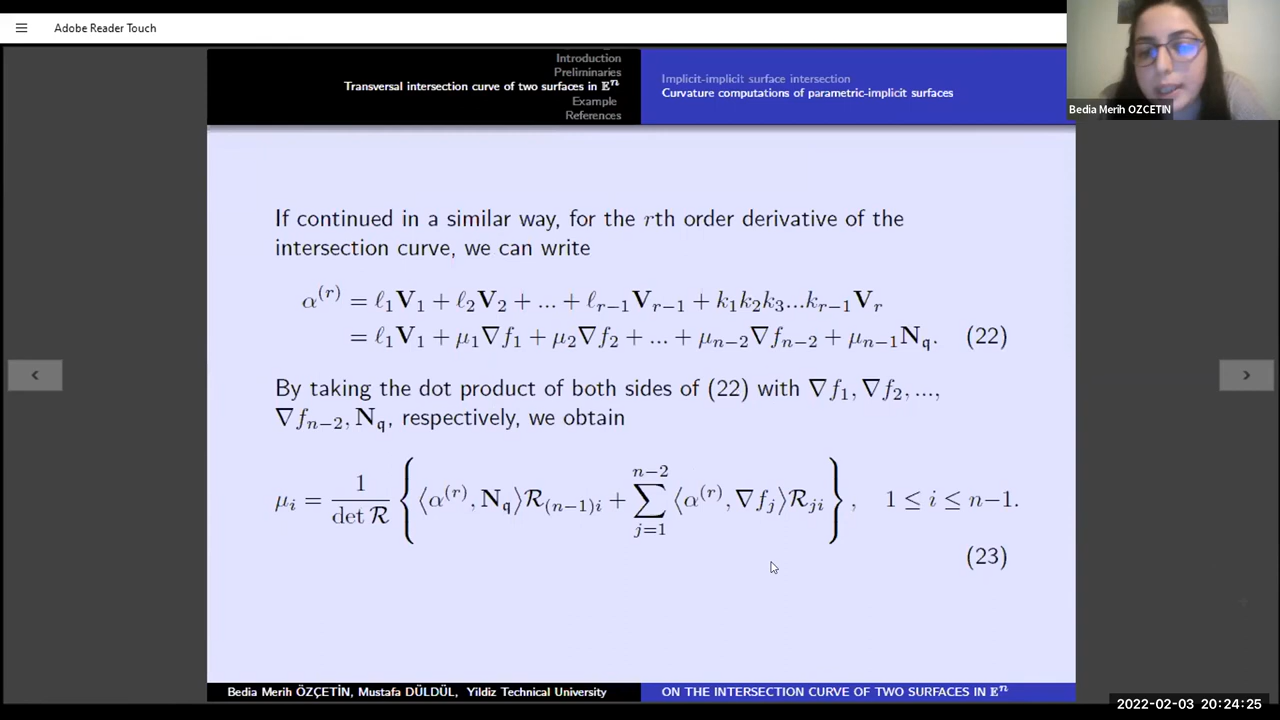 Adobe Reader Touch
Bedia Merih OZCETIN
Introduction
Preliminaries
Transversal intersection curve of two surfaces in 𝔼ⁿ
Example
References
Implicit-implicit surface intersection
Curvature computations of parametric-implicit surfaces
If continued in a similar way, for the rth order derivative of the
intersection curve, we can write
α^(r) = ℓ₁V₁ + ℓ₂V₂ + ... + ℓ_{r−1}V_{r−1} + k₁k₂k₃...k_{r−1}V_r
= ℓ₁V₁ + μ₁∇f₁ + μ₂∇f₂ + ... + μ_{n−2}∇f_{n−2} + μ_{n−1}N_𝔮. (22)
By taking the dot product of both sides of (22) with ∇f₁, ∇f₂, ...,
∇f_{n−2}, N_𝔮, respectively, we obtain
μ_i = 1/det ℛ { ⟨α^(r), N_𝔮⟩ℛ_{(n−1)i} + ∑_{j=1}^{n−2} ⟨α^(r), ∇f_j⟩ℛ_{ji} } , 1 ≤ i ≤ n−1.
(23)
Bedia Merih ÖZÇETİN, Mustafa DÜLDÜL, Yildiz Technical University
ON THE INTERSECTION CURVE OF TWO SURFACES IN 𝔼ⁿ
2022-02-03 20:24:25